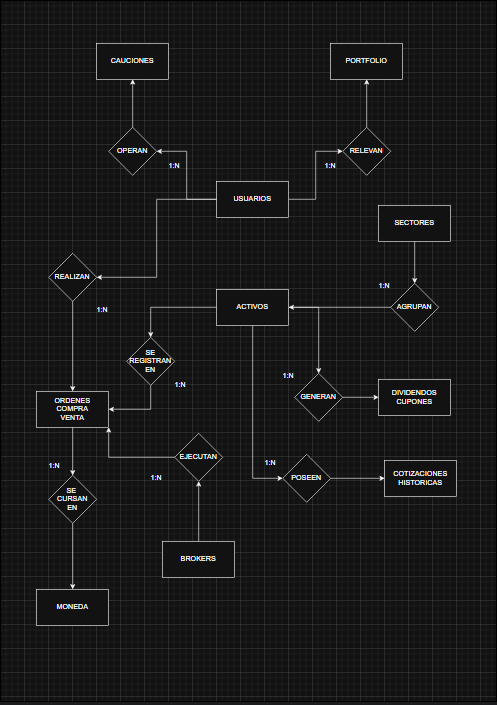 CAUCIONES
PORTFOLIO
OPERAN
RELEVAN
1:N
1:N
USUARIOS
SECTORES
REALIZAN
1:N
1:N
ACTIVOS
AGRUPAN
SE
REGISTRAN
EN
1:N
1:N
GENERAN
DIVIDENDOS
CUPONES
ORDENES
COMPRA
VENTA
EJECUTAN
1:N
1:N
1:N
POSEEN
COTIZACIONES
HISTORICAS
SE
CURSAN
EN
BROKERS
MONEDA